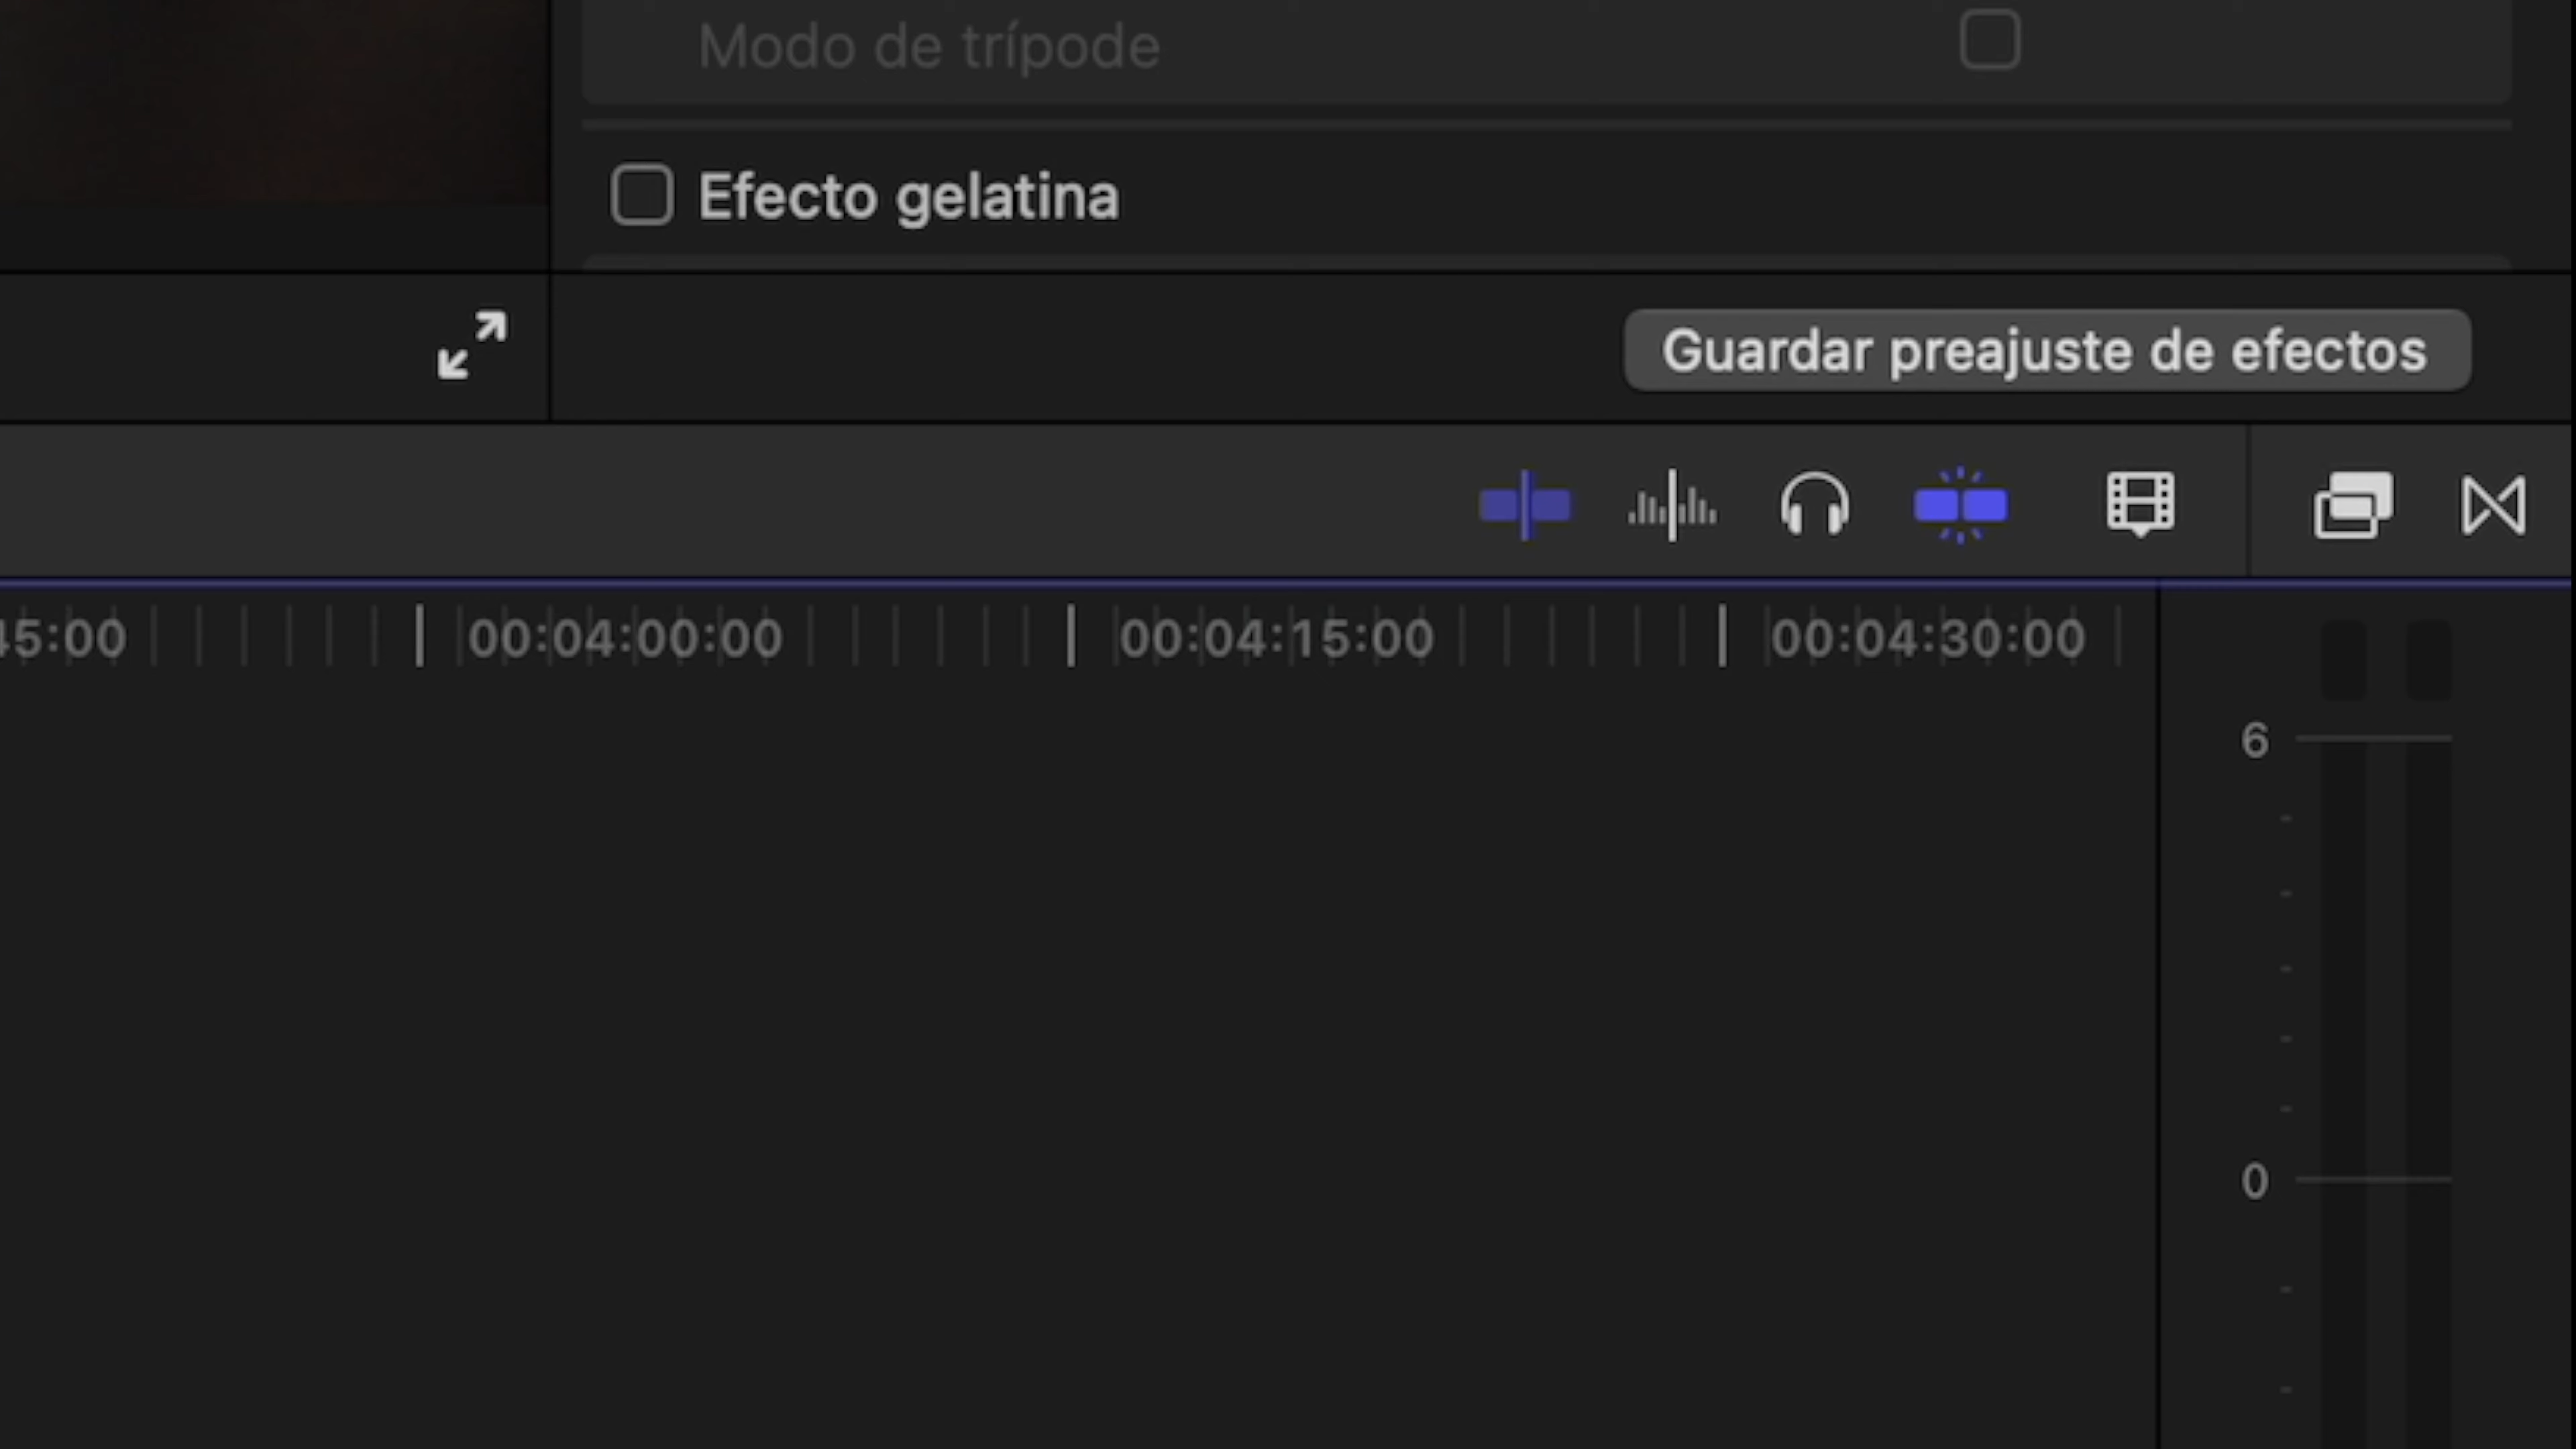 Modo de trípode
Efecto gelatina
Guardar preajuste de efectos
45:00 00:04:00:00 00:04:15:00 00:04:30:00
6
0